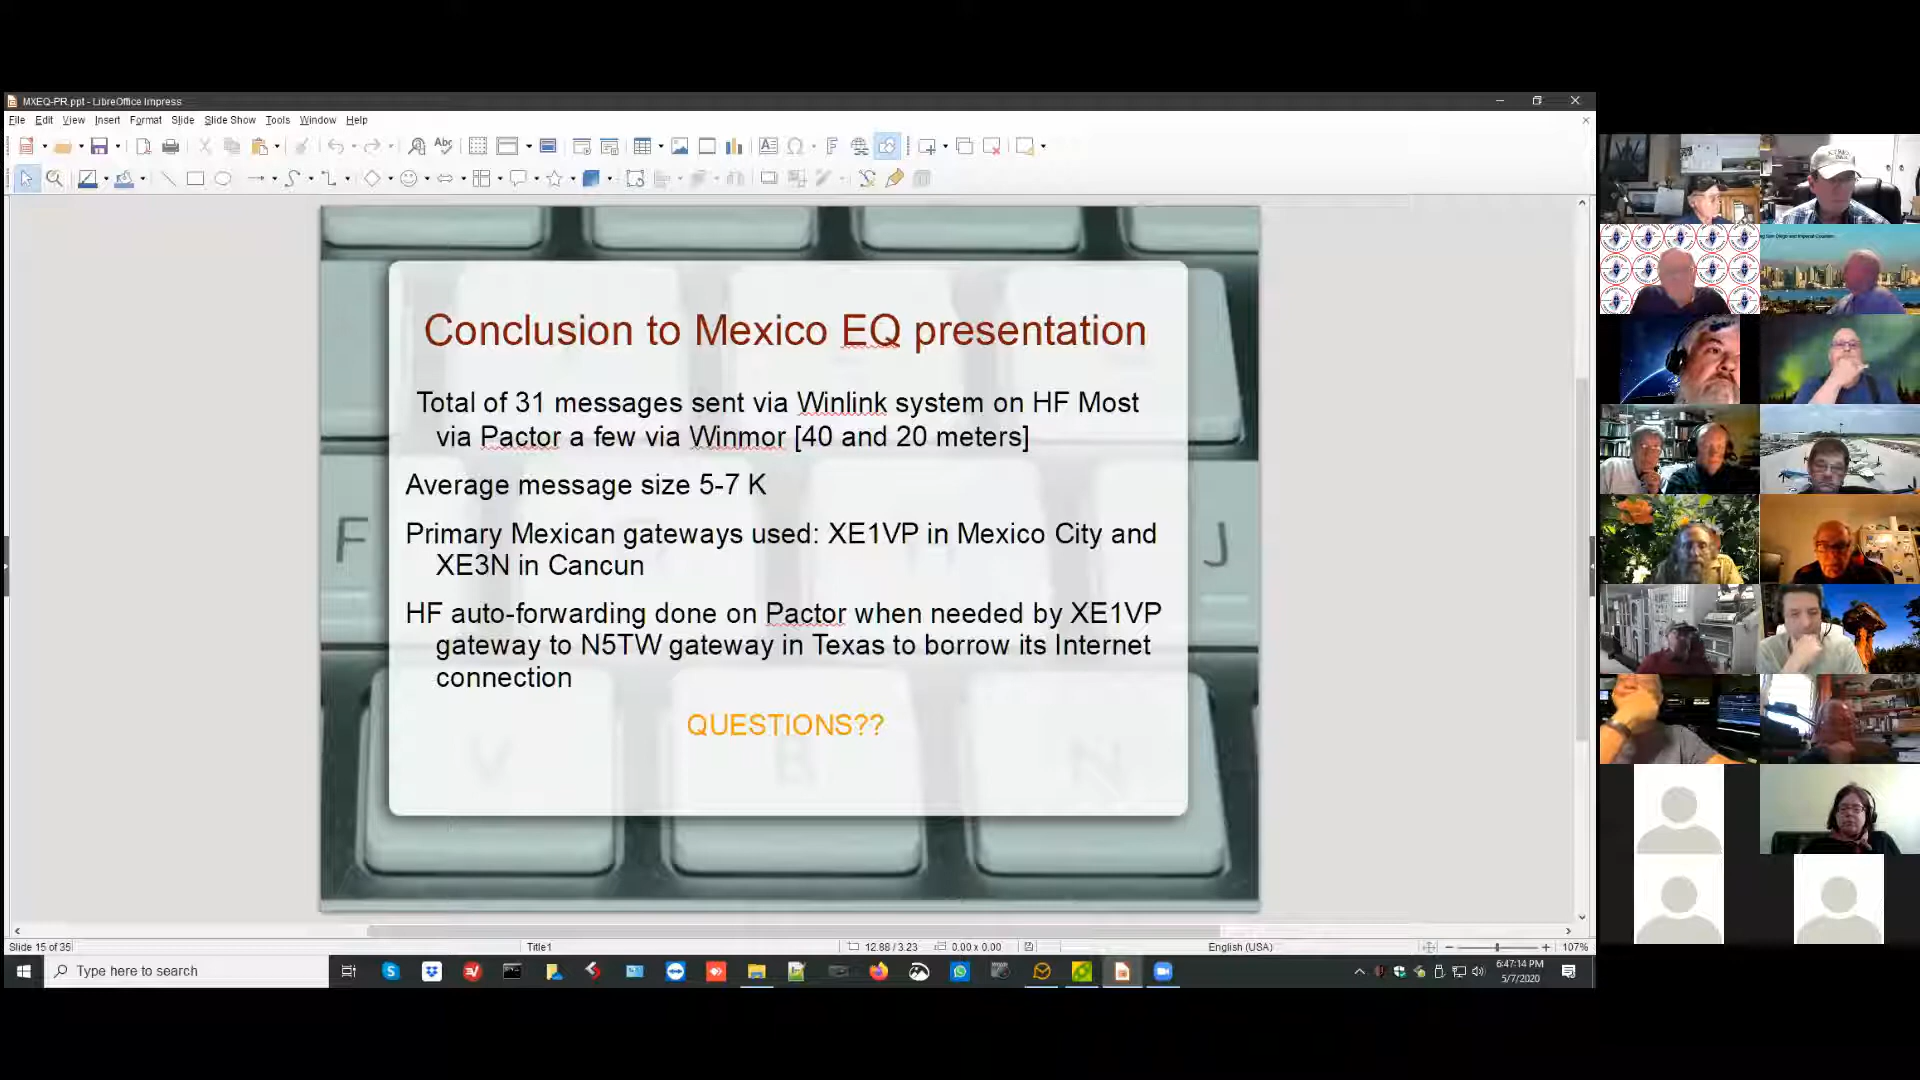 MXEQ-PR.ppt - LibreOffice Impress
File Edit View Insert Format Slide Slide Show Tools Window Help
Conclusion to Mexico EQ presentation
Total of 31 messages sent via Winlink system on HF Most
via Pactor a few via Winmor [40 and 20 meters]
Average message size 5-7 K
Primary Mexican gateways used: XE1VP in Mexico City and
XE3N in Cancun
F
J
HF auto-forwarding done on Pactor when needed by XE1VP
gateway to N5TW gateway in Texas to borrow its Internet
connection
QUESTIONS??
V B N
Slide 15 of 35
Title1
12.88 / 3.23
0.00 x 0.00
English (USA)
107%
Type here to search
6:47:14 PM
5/7/2020